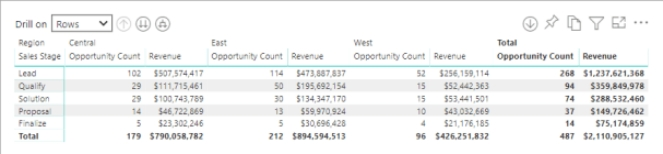 Drill on Rows
Region Central East West Total
Sales Stage Opportunity Count Revenue Opportunity Count Revenue Opportunity Count Revenue Opportunity Count Revenue
Lead 102 $507,574,417 114 $473,887,837 52 $256,159,114 268 $1,237,621,368
Qualify 29 $111,715,461 50 $195,692,154 15 $52,442,363 94 $359,849,978
Solution 29 $100,743,789 30 $134,347,170 15 $53,441,501 74 $288,532,460
Proposal 14 $46,722,869 13 $59,970,924 10 $43,032,669 37 $149,726,462
Finalize 5 $23,302,246 5 $30,696,428 4 $21,176,185 14 $75,174,859
Total 179 $790,058,782 212 $894,594,513 96 $426,251,832 487 $2,110,905,127